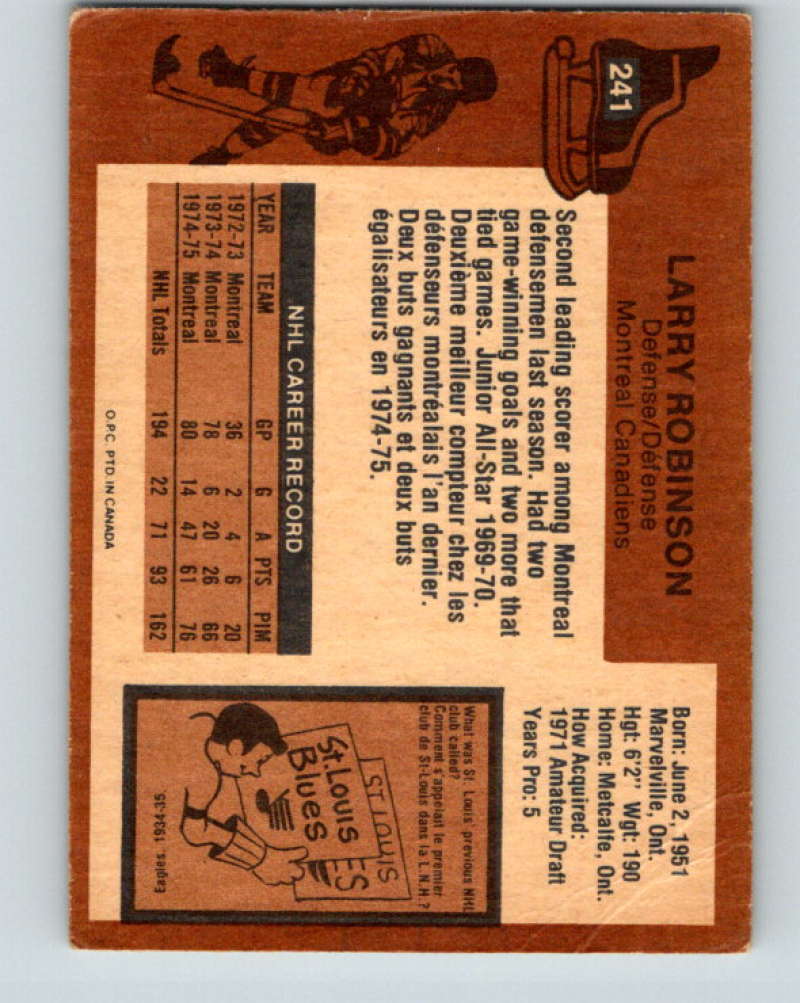 241
LARRY ROBINSON
Defense/Défense
Montreal Canadiens
Born: June 2, 1951
Marvelville, Ont.
Hgt: 6'2" Wgt: 190
Home: Metcalfe, Ont.
How Acquired:
1971 Amateur Draft
Years Pro: 5
Second leading scorer among Montreal
defensemen last season. Had two
game-winning goals and two more that
tied games. Junior All-Star 1969-70.
Deuxième meilleur compteur chez les
défenseurs montréalais l'an dernier.
Deux buts gagnants et deux buts
égalisateurs en 1974-75.
NHL CAREER RECORD
YEAR TEAM GP G A PTS PIM
1972-73 Montreal 36 2 4 6 20
1973-74 Montreal 78 6 20 26 66
1974-75 Montreal 80 14 47 61 76
NHL Totals 194 22 71 93 162
O.P.C. PTD. IN CANADA
What was St. Louis' previous NHL
club called?
Comment s'appelait le premier
club de St-Louis dans la L.N.H.?
ST LOUIS
ES
St. Louis
Blues
Eagles, 1934-35